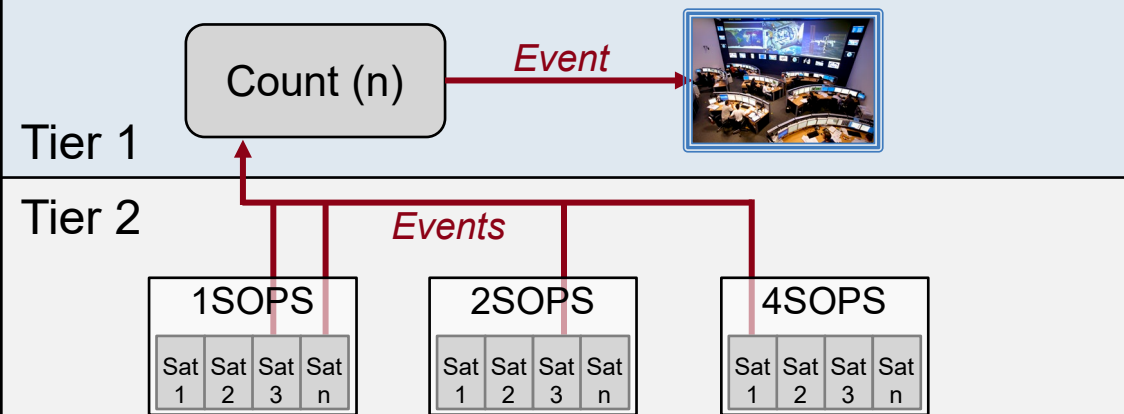 Count (n)
Event
Tier 1
Tier 2
Events
1SOPS
2SOPS
4SOPS
Sat 1
Sat 2
Sat 3
Sat n
Sat 1
Sat 2
Sat 3
Sat n
Sat 1
Sat 2
Sat 3
Sat n